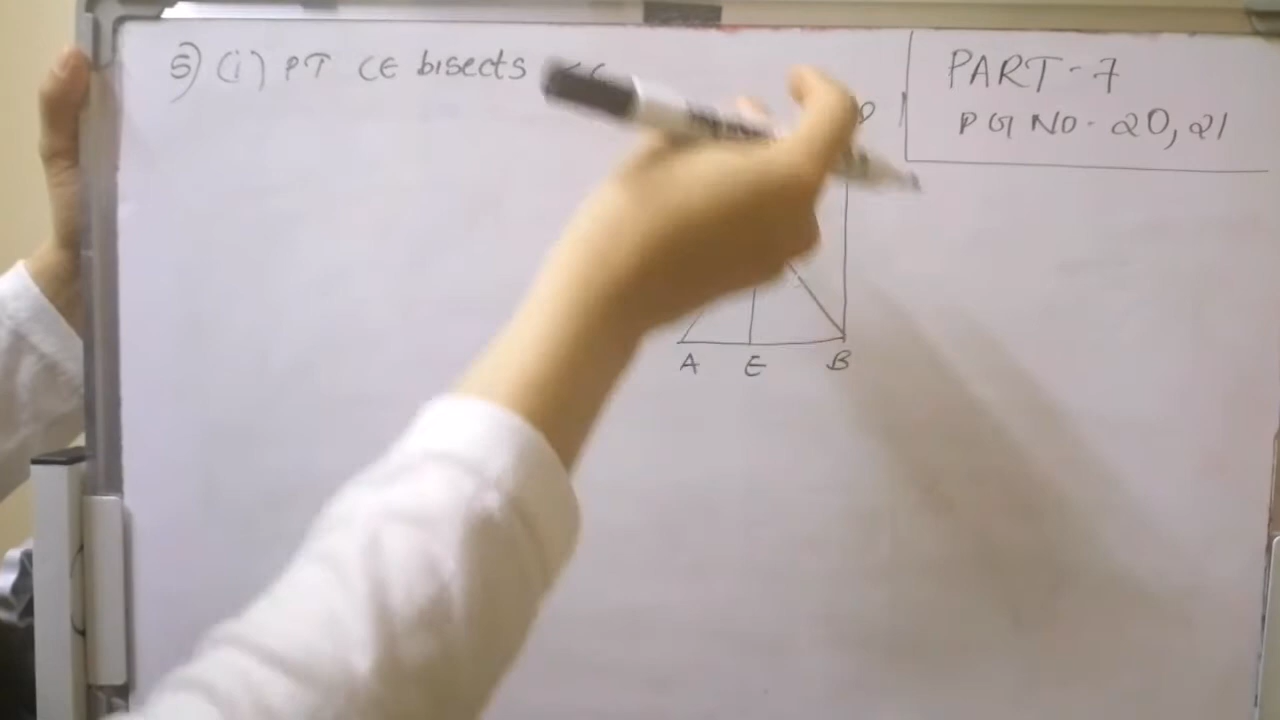 5) (i) PT CE bisects
PART-7
PG NO- 20, 21
D
A E B